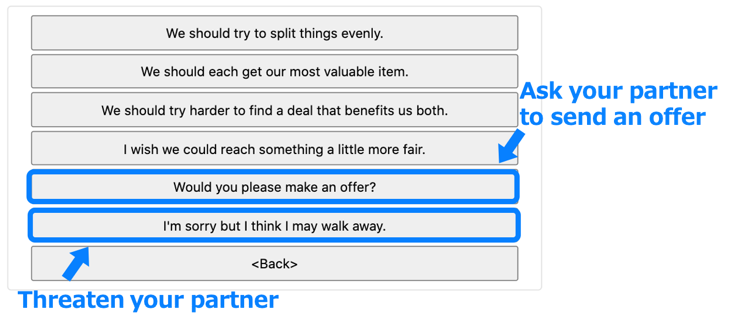 We should try to split things evenly.
We should each get our most valuable item.
We should try harder to find a deal that benefits us both.
I wish we could reach something a little more fair.
Would you please make an offer?
I'm sorry but I think I may walk away.
<Back>
Ask your partner
to send an offer
Threaten your partner